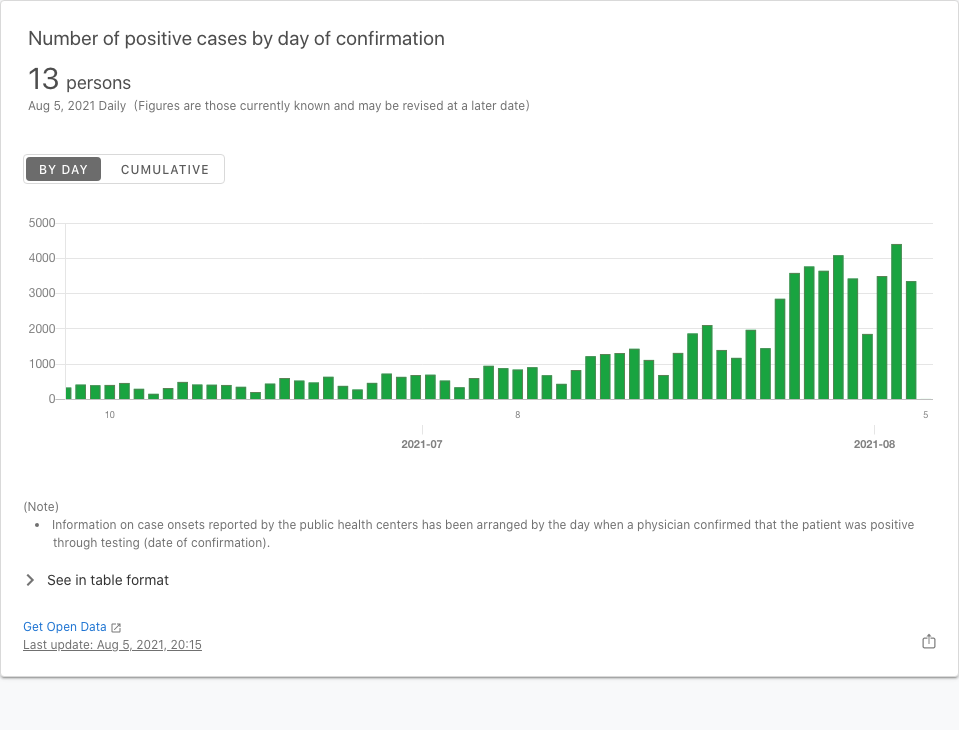 Number of positive cases by day of confirmation
13 persons
Aug 5, 2021 Daily (Figures are those currently known and may be revised at a later date)
BY DAY CUMULATIVE
5000
4000
3000
2000
1000
0
10 8 5
2021-07 2021-08
(Note)
• Information on case onsets reported by the public health centers has been arranged by the day when a physician confirmed that the patient was positive
through testing (date of confirmation).
See in table format
Get Open Data
Last update: Aug 5, 2021, 20:15